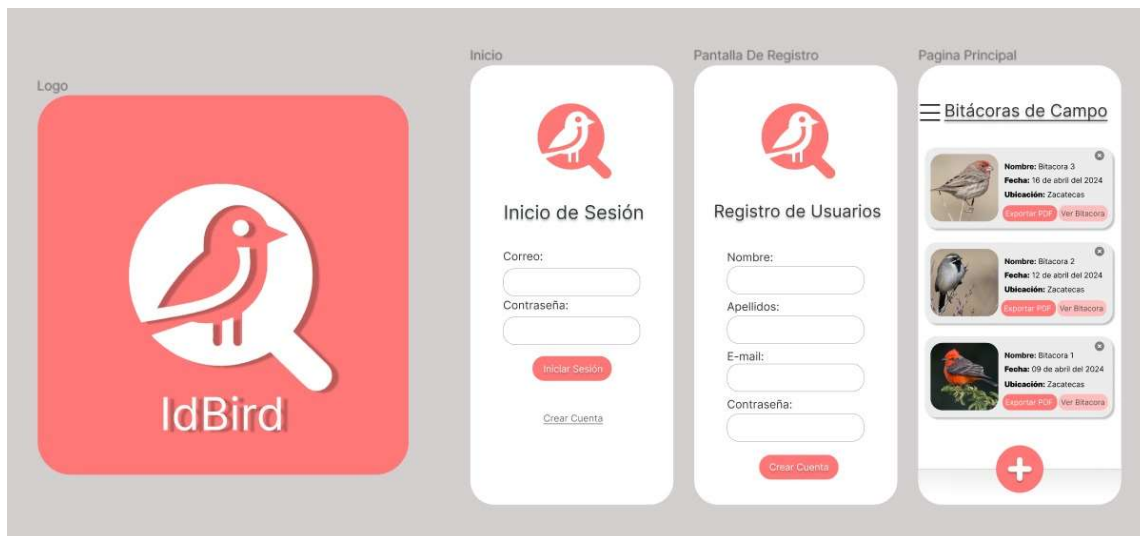 Logo
IdBird
Inicio
Inicio de Sesión
Correo:
Contraseña:
Iniciar Sesión
Crear Cuenta
Pantalla De Registro
Registro de Usuarios
Nombre:
Apellidos:
E-mail:
Contraseña:
Crear Cuenta
Pagina Principal
Bitácoras de Campo
Nombre: Bitacora 3
Fecha: 16 de abril del 2024
Ubicación: Zacatecas
Exportar PDF Ver Bitacora
Nombre: Bitacora 2
Fecha: 12 de abril del 2024
Ubicación: Zacatecas
Exportar PDF Ver Bitacora
Nombre: Bitacora 1
Fecha: 09 de abril del 2024
Ubicación: Zacatecas
Exportar PDF Ver Bitacora